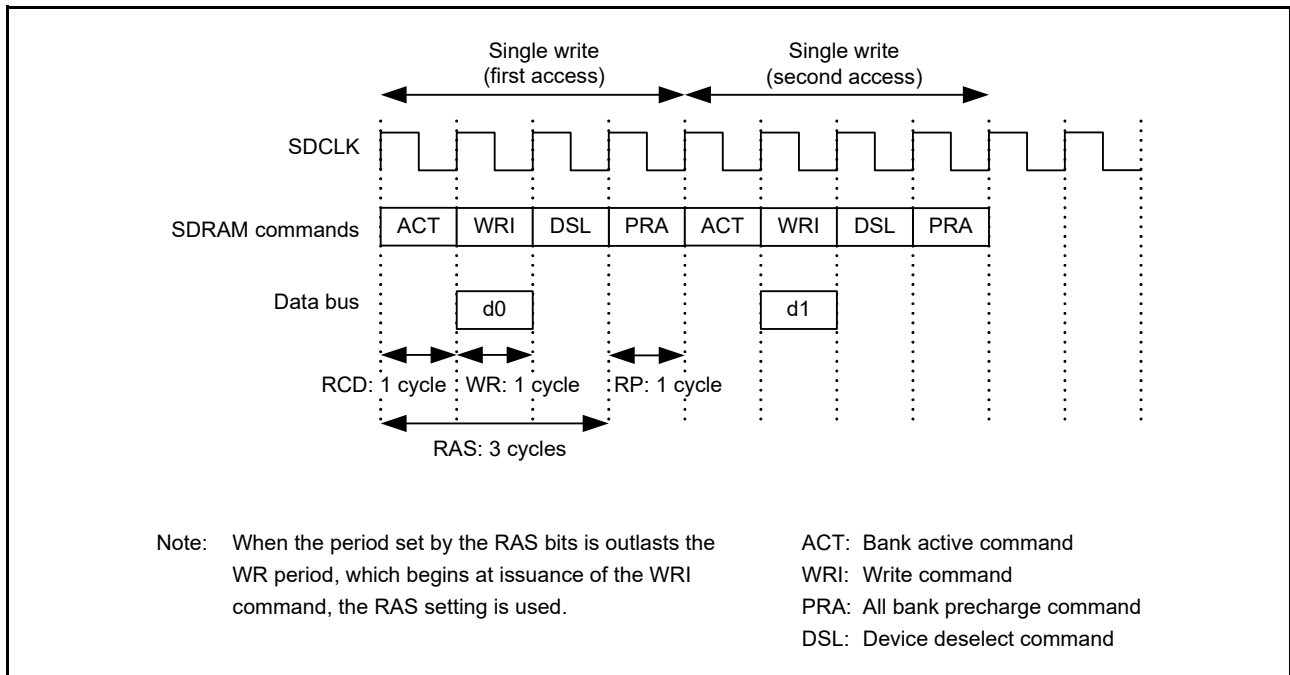 Single write
(first access)
Single write
(second access)
SDCLK
SDRAM commands
ACT WRI DSL PRA ACT WRI DSL PRA
Data bus
d0 d1
RCD: 1 cycle WR: 1 cycle RP: 1 cycle
RAS: 3 cycles
Note: When the period set by the RAS bits is outlasts the
WR period, which begins at issuance of the WRI
command, the RAS setting is used.
ACT: Bank active command
WRI: Write command
PRA: All bank precharge command
DSL: Device deselect command